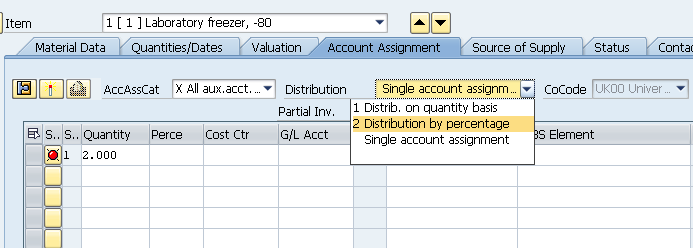 Item 1 [ 1 ] Laboratory freezer, -80
Material Data Quantities/Dates Valuation Account Assignment Source of Supply Status Contac
AccAssCat X All aux.acct.… Distribution Single account assignm… CoCode UK00 Univer…
Partial Inv. 1 Distrib. on quantity basis
2 Distribution by percentage
S.. S.. Quantity Perce Cost Ctr G/L Acct BS Element
Single account assignment
1 2.000